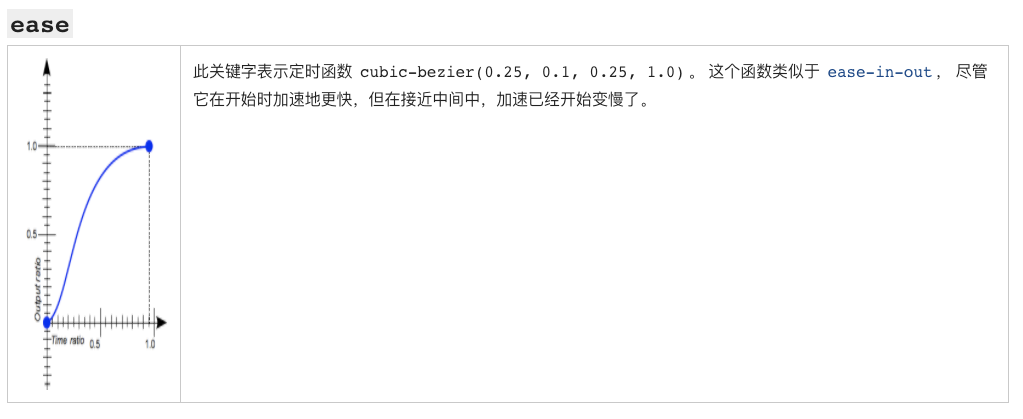 ease
此关键字表示定时函数 cubic-bezier(0.25, 0.1, 0.25, 1.0)。 这个函数类似于 ease-in-out， 尽管
它在开始时加速地更快，但在接近中间中，加速已经开始变慢了。
1.0
0.5
Output ratio
Time ratio 0.5 1.0